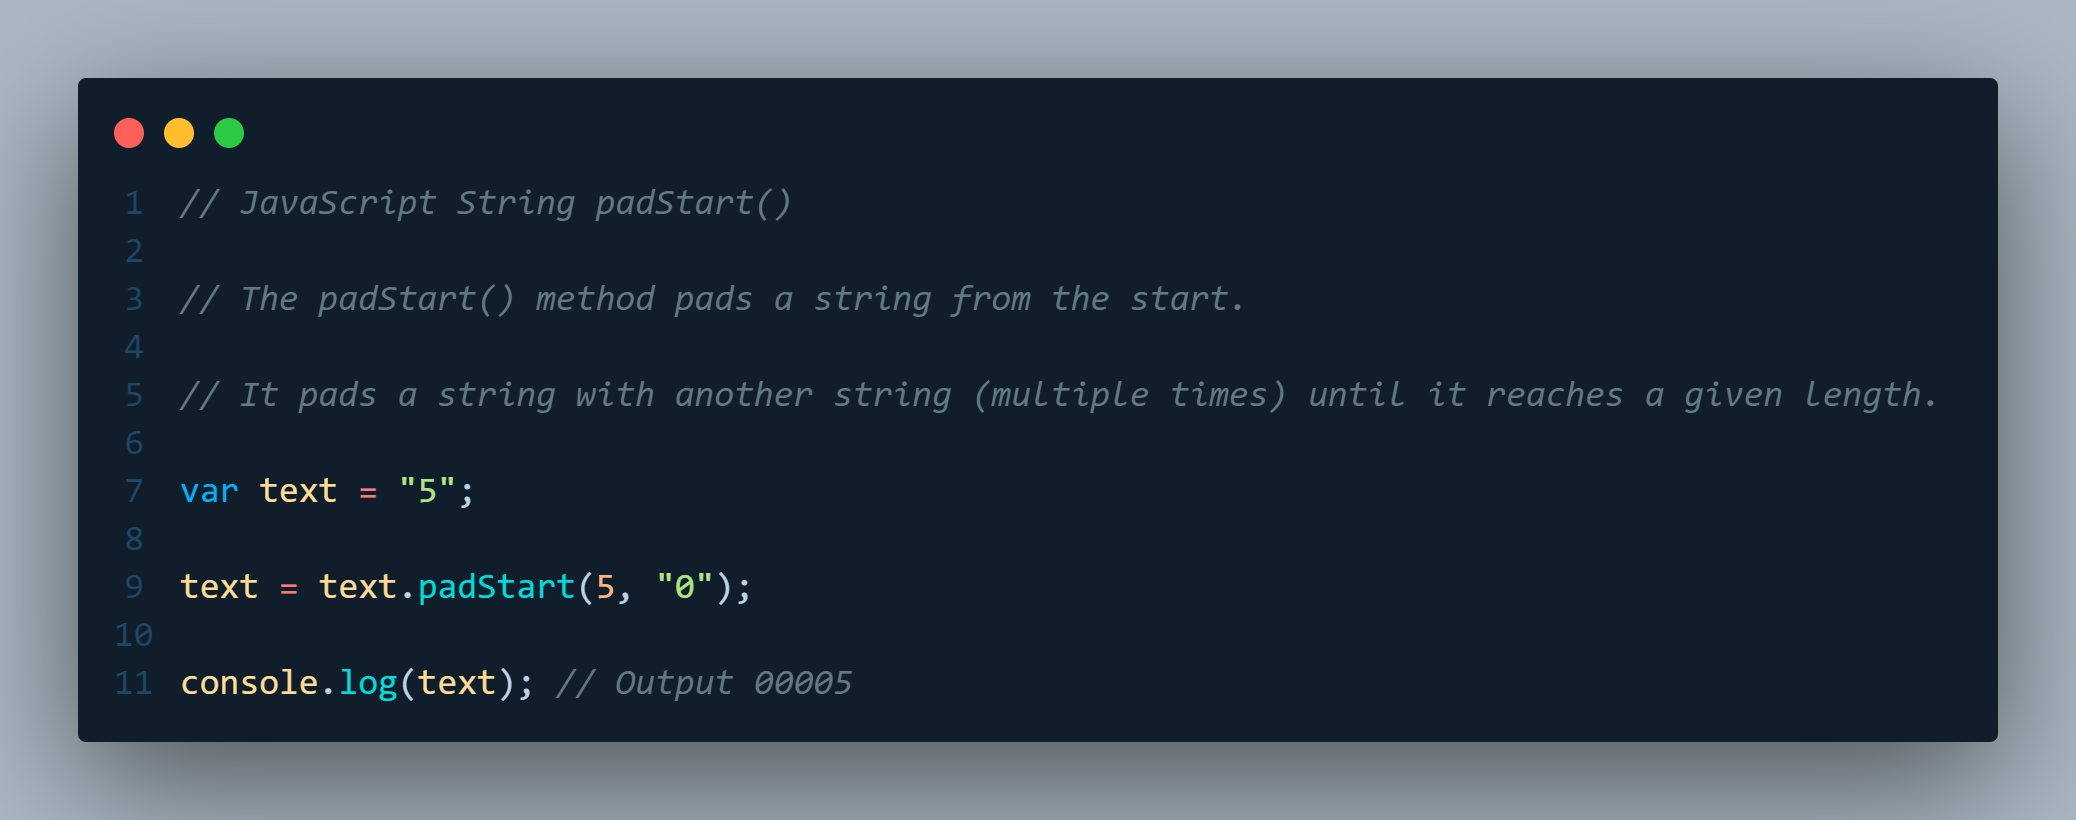 1 // JavaScript String padStart()
2
3 // The padStart() method pads a string from the start.
4
5 // It pads a string with another string (multiple times) until it reaches a given length.
6
7 var text = "5";
8
9 text = text.padStart(5, "0");
10
11 console.log(text); // Output 00005